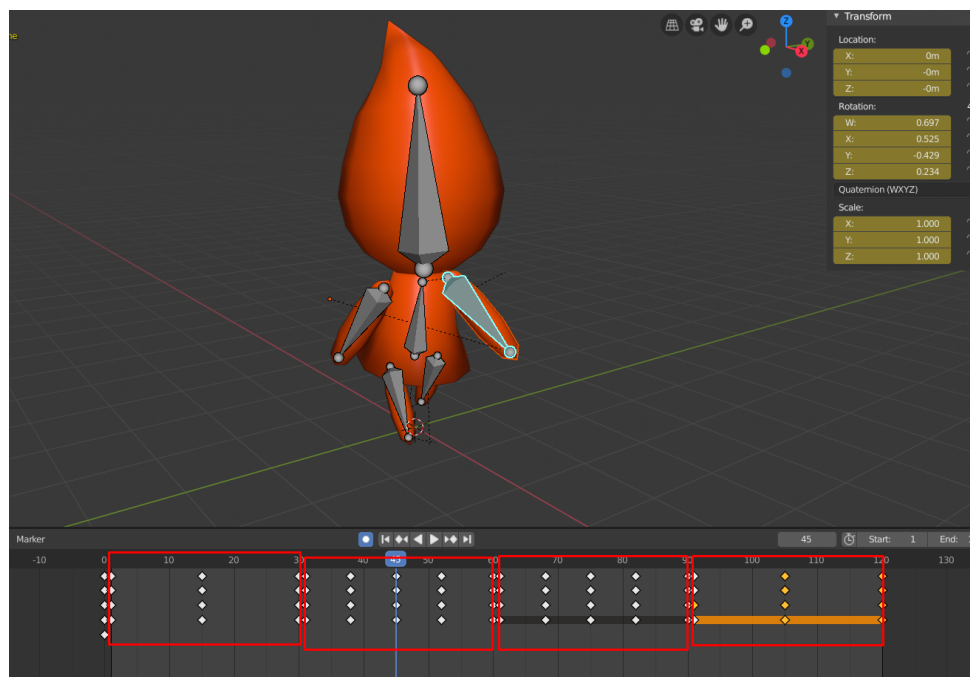 ne
Z
Y
X
Transform
Location:
X: 0m
Y: -0m
Z: -0m
Rotation:
W: 0.697
X: 0.525
Y: -0.429
Z: 0.234
Quaternion (WXYZ)
Scale:
X: 1.000
Y: 1.000
Z: 1.000
Marker
45
Start: 1
End:
-10 0 10 20 30 40 45 60 70 80 90 100 110 120 130